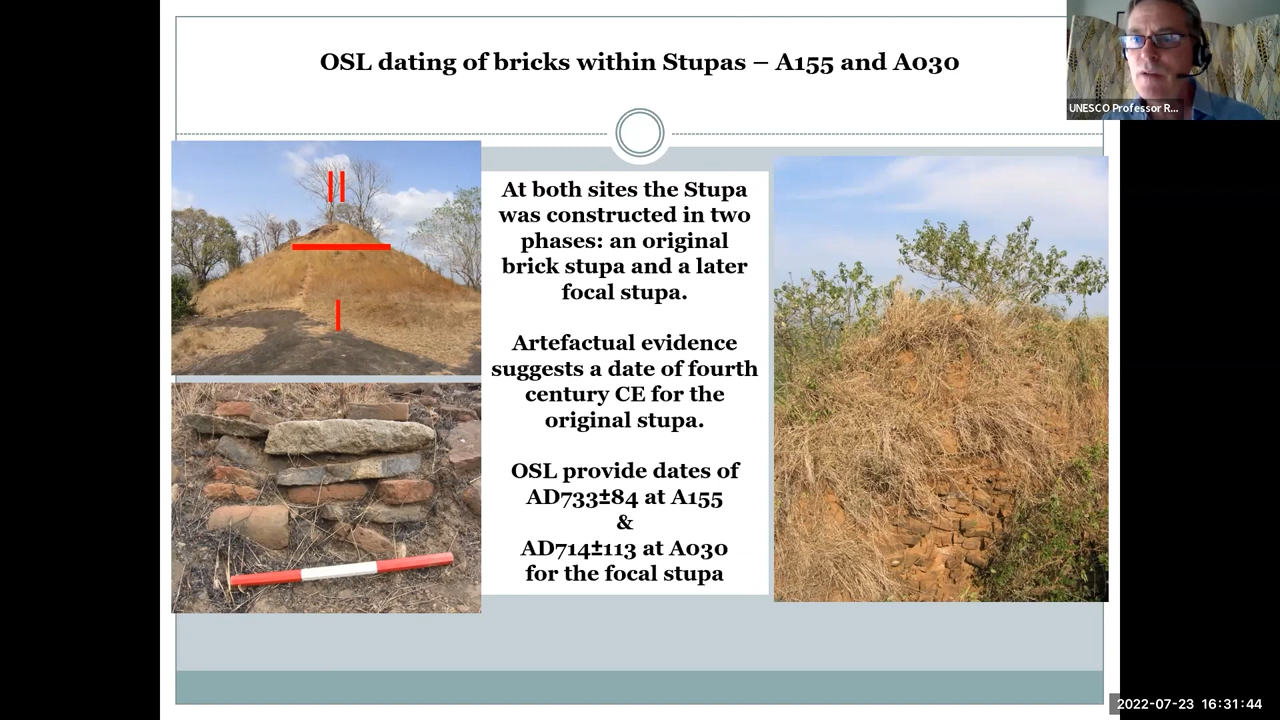 OSL dating of bricks within Stupas – A155 and A030
UNESCO Professor R...
At both sites the Stupa
was constructed in two
phases: an original
brick stupa and a later
focal stupa.
Artefactual evidence
suggests a date of fourth
century CE for the
original stupa.
OSL provide dates of
AD733±84 at A155
&
AD714±113 at A030
for the focal stupa
2022-07-23 16:31:44